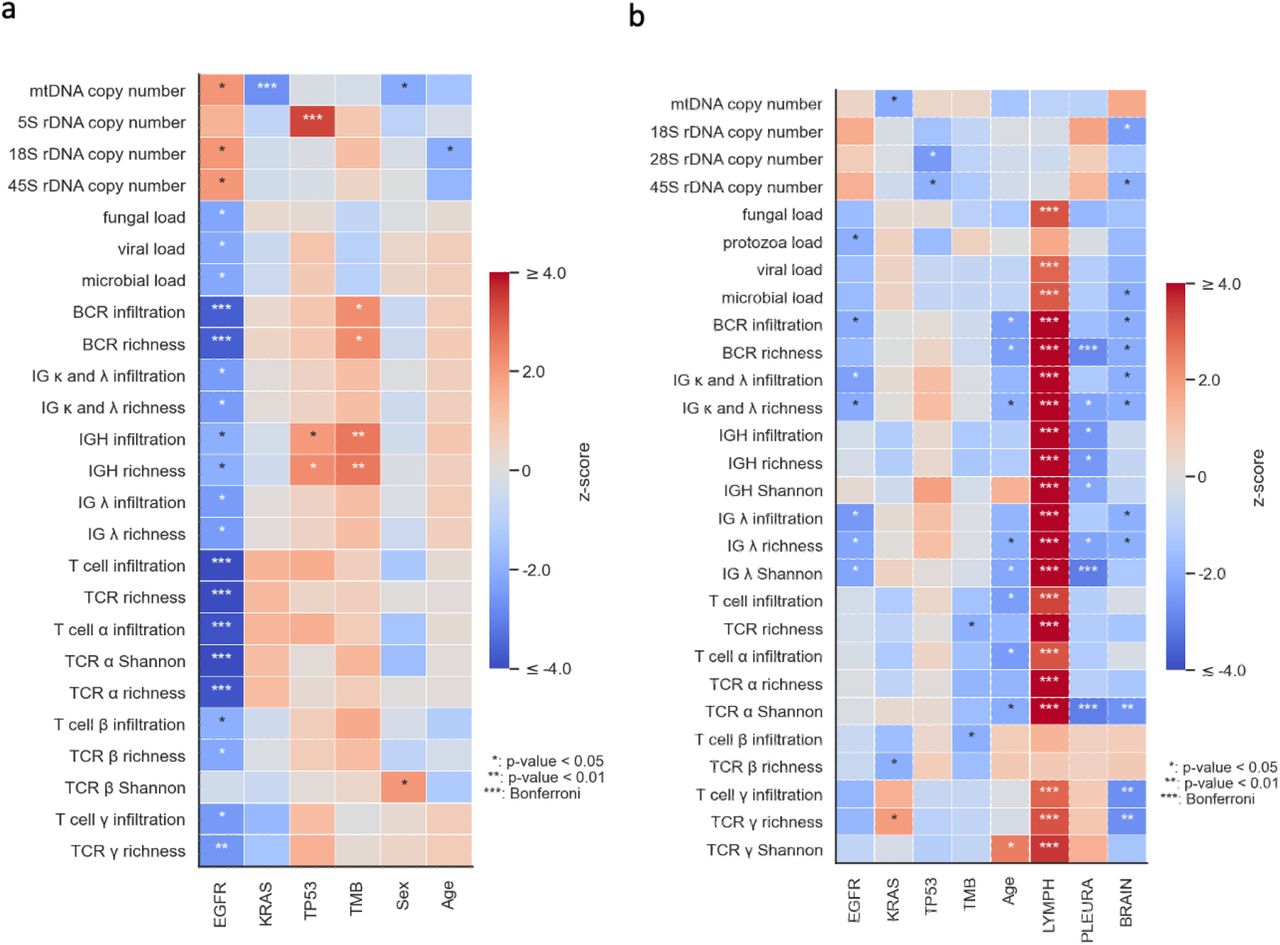 a
mtDNA copy number * *** *
5S rDNA copy number ***
18S rDNA copy number * *
45S rDNA copy number *
fungal load *
viral load *
microbial load *
BCR infiltration *** *
BCR richness *** *
IG κ and λ infiltration *
IG κ and λ richness *
IGH infiltration * * **
IGH richness * * **
IG λ infiltration *
IG λ richness *
T cell infiltration ***
TCR richness ***
T cell α infiltration ***
TCR α Shannon ***
TCR α richness ***
T cell β infiltration *
TCR β richness *
TCR β Shannon *
T cell γ infiltration *
TCR γ richness **
EGFR KRAS TP53 TMB Sex Age
≥ 4.0
2.0
0
-2.0
≤ -4.0
z-score
*: p-value < 0.05
**: p-value < 0.01
***: Bonferroni
b
mtDNA copy number *
18S rDNA copy number *
28S rDNA copy number *
45S rDNA copy number * *
fungal load ***
protozoa load *
viral load ***
microbial load *** *
BCR infiltration * * *** *
BCR richness * *** *** *
IG κ and λ infiltration * *** *
IG κ and λ richness * * *** * *
IGH infiltration *** *
IGH richness *** *
IGH Shannon *** *
IG λ infiltration * *** *
IG λ richness * * *** * *
IG λ Shannon * * *** ***
T cell infiltration * ***
TCR richness * ***
T cell α infiltration * ***
TCR α richness ***
TCR α Shannon * *** *** **
T cell β infiltration *
TCR β richness *
T cell γ infiltration *** **
TCR γ richness * *** **
TCR γ Shannon * ***
EGFR KRAS TP53 TMB Age LYMPH PLEURA BRAIN
≥ 4.0
2.0
0
-2.0
≤ -4.0
z-score
*: p-value < 0.05
**: p-value < 0.01
***: Bonferroni